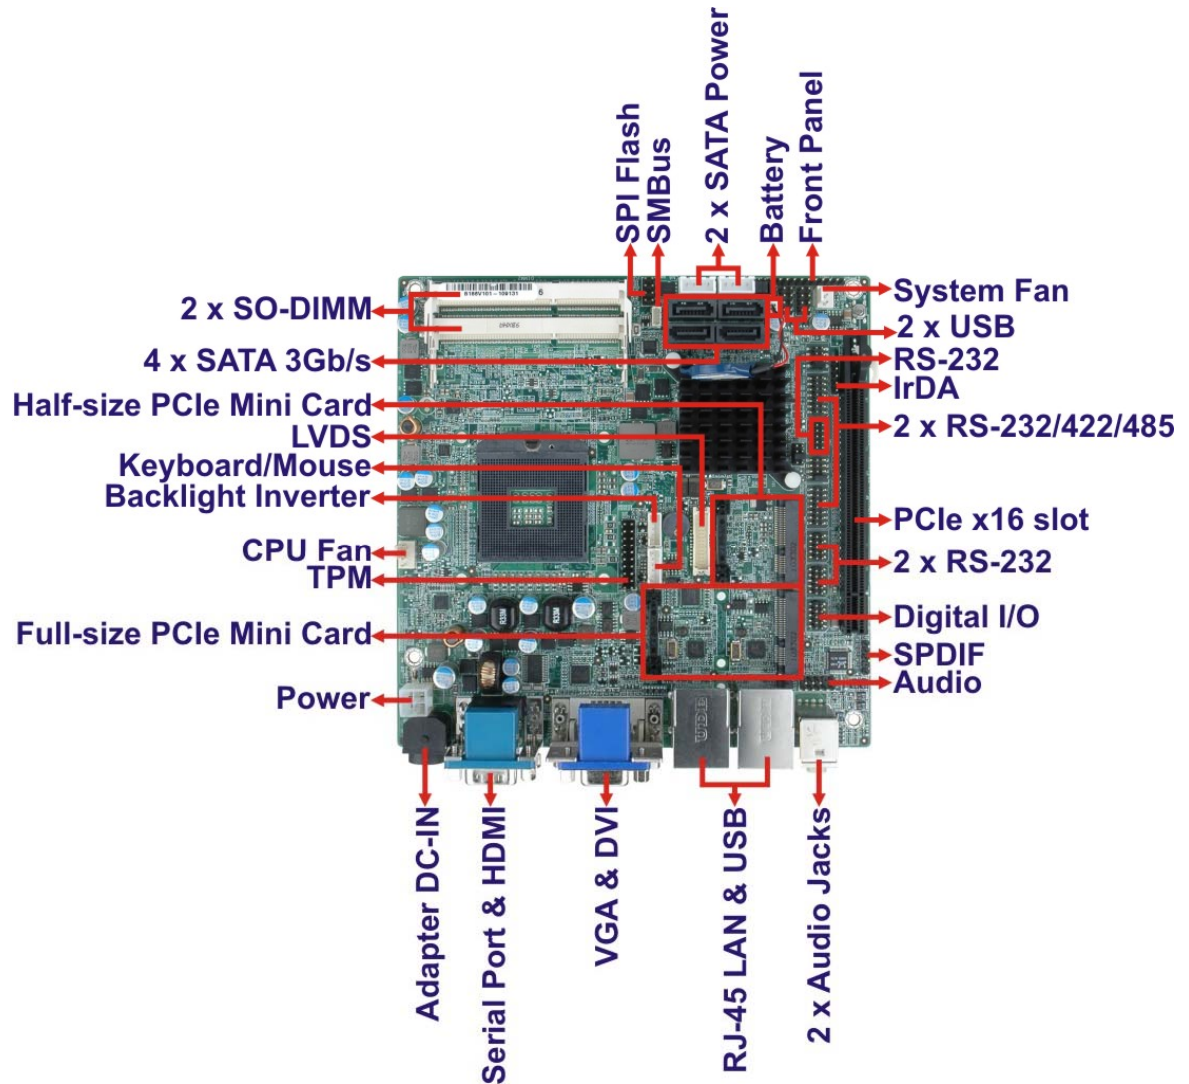 SPI Flash
SMBus
2 x SATA Power
Battery
Front Panel
2 x SO-DIMM
4 x SATA 3Gb/s
Half-size PCIe Mini Card
LVDS
Keyboard/Mouse
Backlight Inverter
CPU Fan
TPM
Full-size PCIe Mini Card
Power
System Fan
2 x USB
RS-232
IrDA
2 x RS-232/422/485
PCIe x16 slot
2 x RS-232
Digital I/O
SPDIF
Audio
Adapter DC-IN
Serial Port & HDMI
VGA & DVI
RJ-45 LAN & USB
2 x Audio Jacks
R33M
R33M
UDE